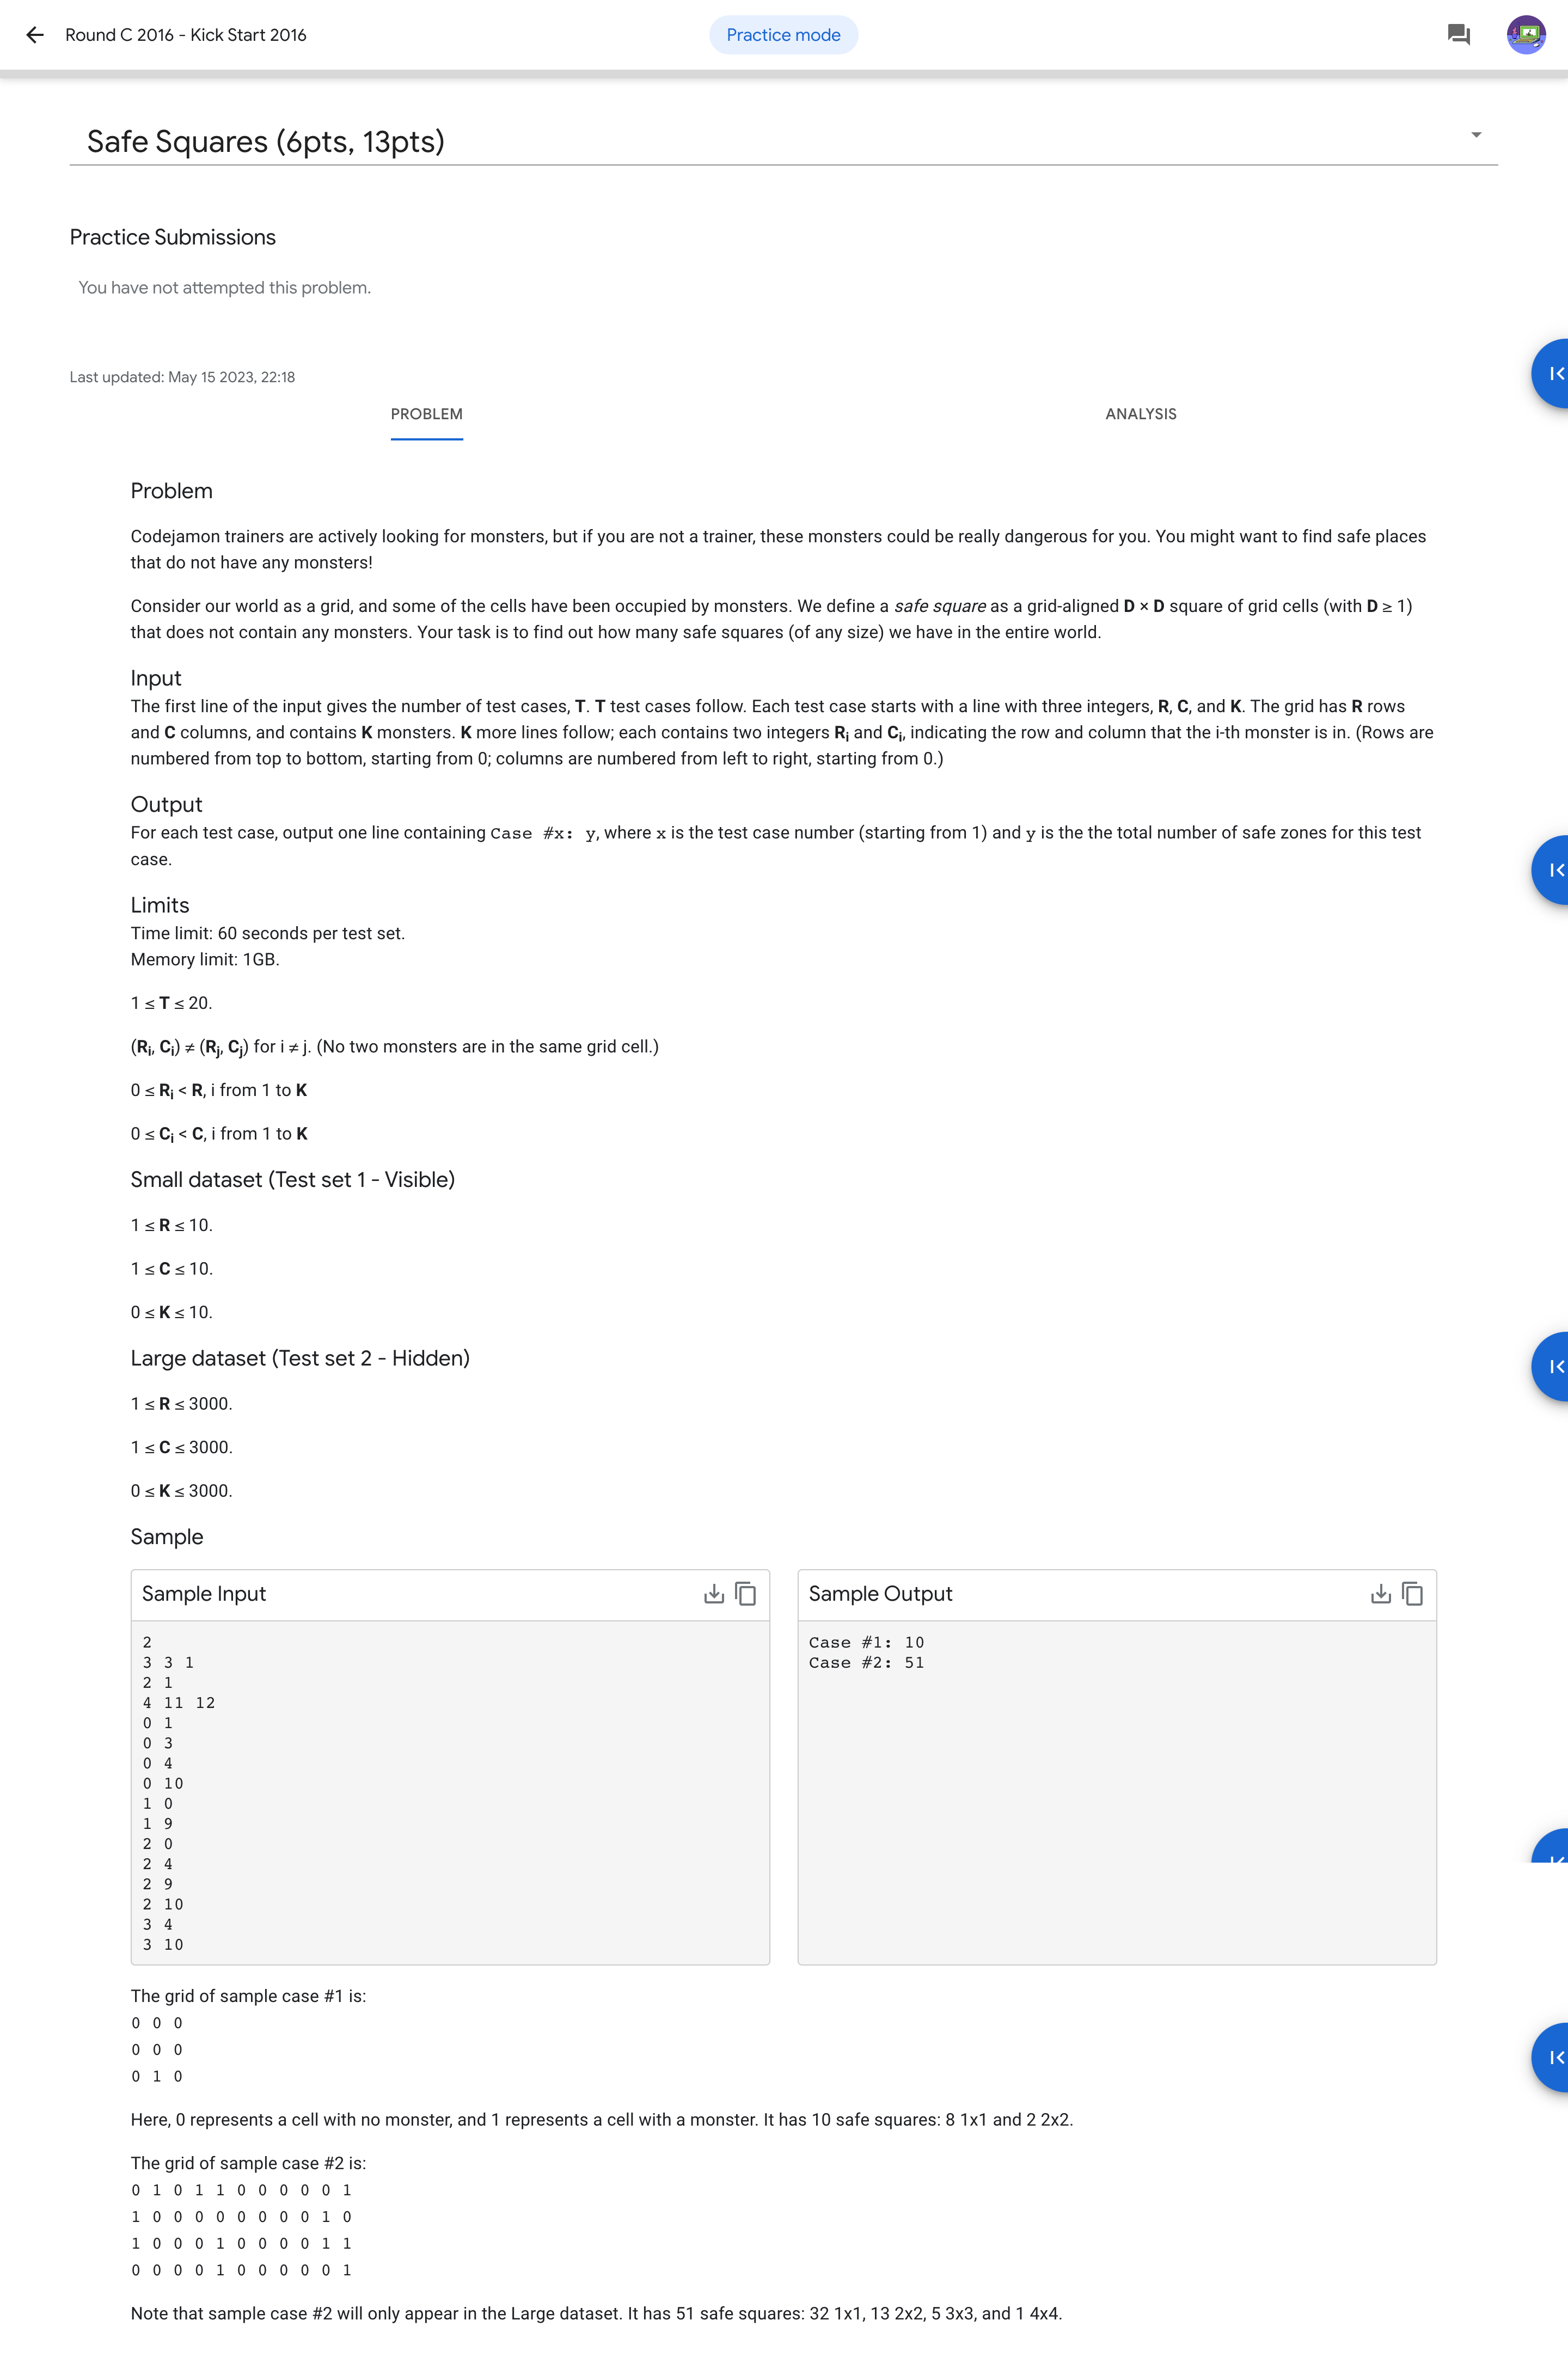 Round C 2016 - Kick Start 2016
Practice mode
Safe Squares (6pts, 13pts)
Practice Submissions
You have not attempted this problem.
Last updated: May 15 2023, 22:18
PROBLEM
ANALYSIS
Problem
Codejamon trainers are actively looking for monsters, but if you are not a trainer, these monsters could be really dangerous for you. You might want to find safe places
that do not have any monsters!
Consider our world as a grid, and some of the cells have been occupied by monsters. We define a safe square as a grid-aligned D × D square of grid cells (with D ≥ 1)
that does not contain any monsters. Your task is to find out how many safe squares (of any size) we have in the entire world.
Input
The first line of the input gives the number of test cases, T. T test cases follow. Each test case starts with a line with three integers, R, C, and K. The grid has R rows
and C columns, and contains K monsters. K more lines follow; each contains two integers Ri and Ci, indicating the row and column that the i-th monster is in. (Rows are
numbered from top to bottom, starting from 0; columns are numbered from left to right, starting from 0.)
Output
For each test case, output one line containing Case #x: y, where x is the test case number (starting from 1) and y is the the total number of safe zones for this test
case.
Limits
Time limit: 60 seconds per test set.
Memory limit: 1GB.
1 ≤ T ≤ 20.
(Ri, Ci) ≠ (Rj, Cj) for i ≠ j. (No two monsters are in the same grid cell.)
0 ≤ Ri < R, i from 1 to K
0 ≤ Ci < C, i from 1 to K
Small dataset (Test set 1 - Visible)
1 ≤ R ≤ 10.
1 ≤ C ≤ 10.
0 ≤ K ≤ 10.
Large dataset (Test set 2 - Hidden)
1 ≤ R ≤ 3000.
1 ≤ C ≤ 3000.
0 ≤ K ≤ 3000.
Sample
Sample Input
2
3 3 1
2 1
4 11 12
0 1
0 3
0 4
0 10
1 0
1 9
2 0
2 4
2 9
2 10
3 4
3 10
Sample Output
Case #1: 10
Case #2: 51
The grid of sample case #1 is:
0 0 0
0 0 0
0 1 0
Here, 0 represents a cell with no monster, and 1 represents a cell with a monster. It has 10 safe squares: 8 1x1 and 2 2x2.
The grid of sample case #2 is:
0 1 0 1 1 0 0 0 0 0 1
1 0 0 0 0 0 0 0 0 1 0
1 0 0 0 1 0 0 0 0 1 1
0 0 0 0 1 0 0 0 0 0 1
Note that sample case #2 will only appear in the Large dataset. It has 51 safe squares: 32 1x1, 13 2x2, 5 3x3, and 1 4x4.